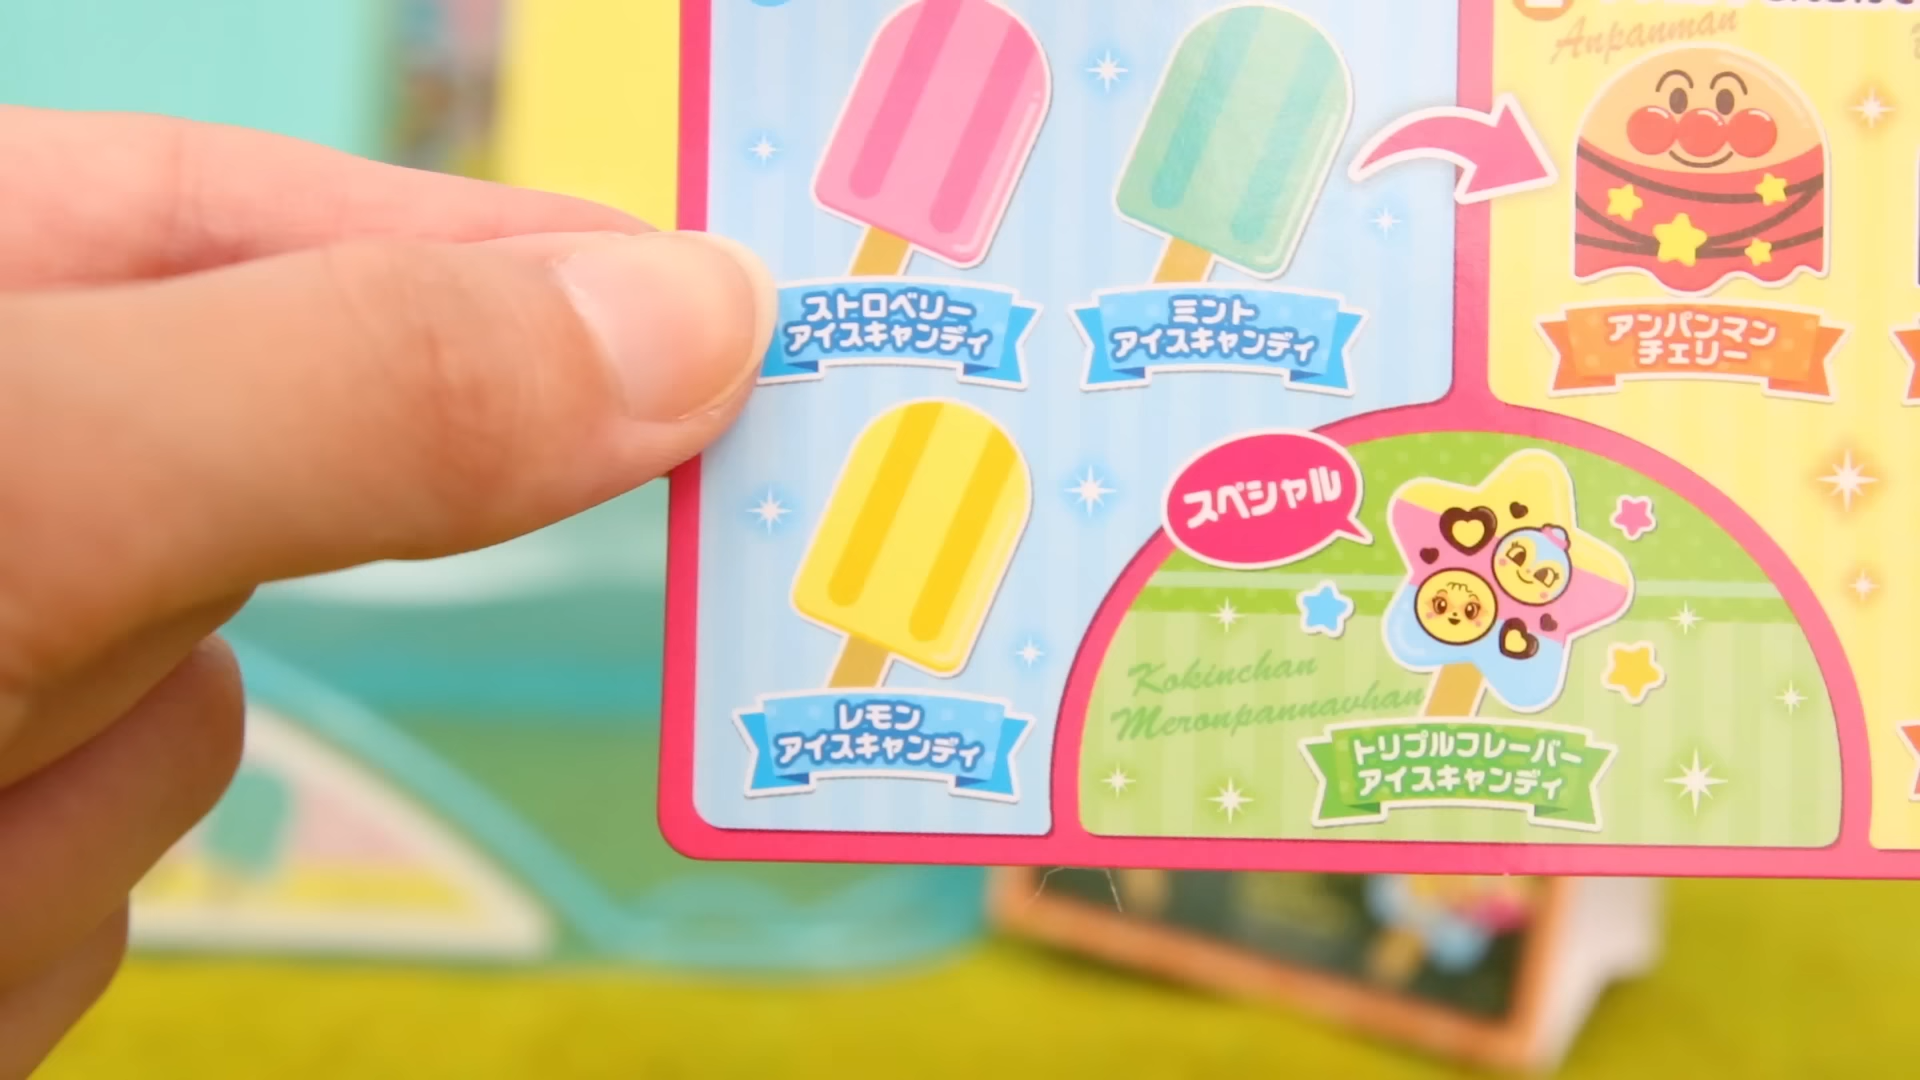 Anpanman
ストロベリー
アイスキャンディ
ミント
アイスキャンディ
アンパンマン
チェリー
レモン
アイスキャンディ
スペシャル
Kokinchan
Meronpannavhan
トリプルフレーバー
アイスキャンディ